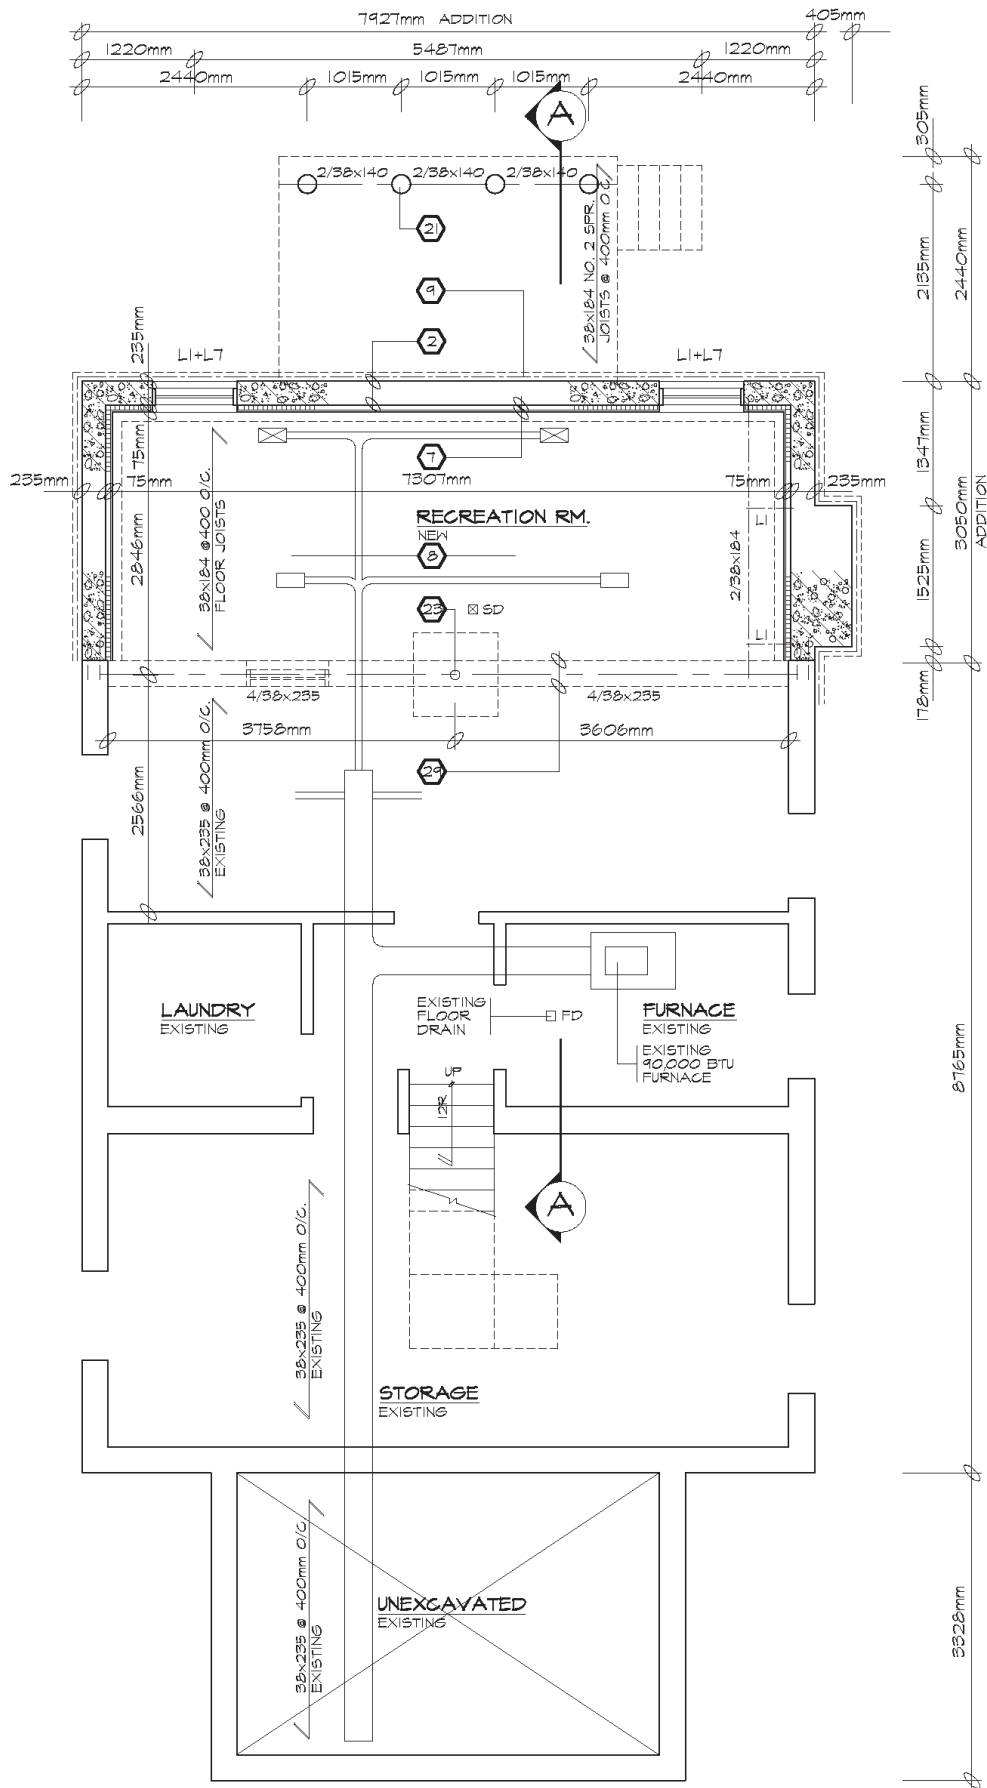 7927mm ADDITION
405mm
1220mm
5487mm
1220mm
2440mm
1015mm
1015mm
1015mm
2440mm
A
305mm
2/38x140
2/38x140
2/38x140
21
38x184 NO. 2 SPR.
JOISTS @ 400mm O.C.
2135mm
2440mm
9
2
235mm
L1+L7
L1+L7
75mm
7
1347mm
235mm
75mm
7307mm
75mm
235mm
3050mm
ADDITION
RECREATION RM.
NEW
L1
8
2846mm
38x184 @400 O/C.
FLOOR JOISTS
2/38x184
1525mm
23
SD
L1
4/38x235
4/38x235
178mm
3758mm
3606mm
29
2566mm
38x235 @ 400mm O/C.
EXISTING
LAUNDRY
EXISTING
EXISTING
FLOOR
DRAIN
FD
FURNACE
EXISTING
EXISTING
90,000 BTU
FURNACE
UP
12R
8765mm
A
38x235 @ 400mm O/C.
EXISTING
STORAGE
EXISTING
38x235 @ 400mm O/C.
EXISTING
UNEXCAVATED
EXISTING
3328mm